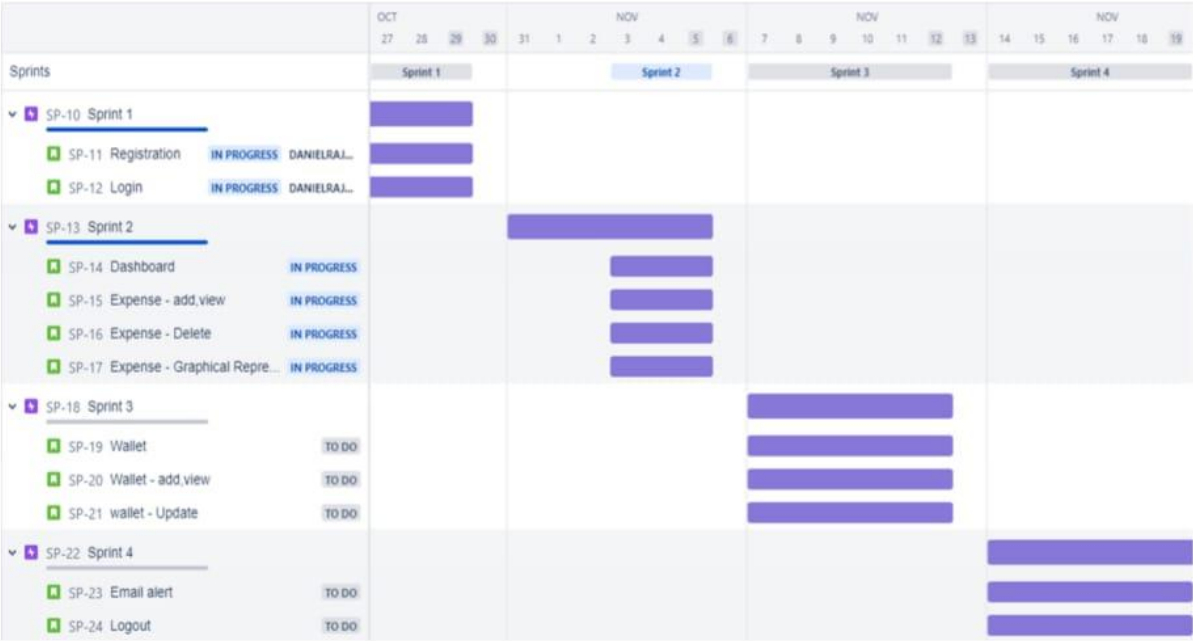 OCT NOV NOV NOV
27 28 29 30 31 1 2 3 4 5 6 7 8 9 10 11 12 13 14 15 16 17 18 19
Sprints Sprint 1 Sprint 2 Sprint 3 Sprint 4
SP-10 Sprint 1
SP-11 Registration IN PROGRESS DANIELRAJ...
SP-12 Login IN PROGRESS DANIELRAJ...
SP-13 Sprint 2
SP-14 Dashboard IN PROGRESS
SP-15 Expense - add,view IN PROGRESS
SP-16 Expense - Delete IN PROGRESS
SP-17 Expense - Graphical Repre... IN PROGRESS
SP-18 Sprint 3
SP-19 Wallet TO DO
SP-20 Wallet - add,view TO DO
SP-21 wallet - Update TO DO
SP-22 Sprint 4
SP-23 Email alert TO DO
SP-24 Logout TO DO